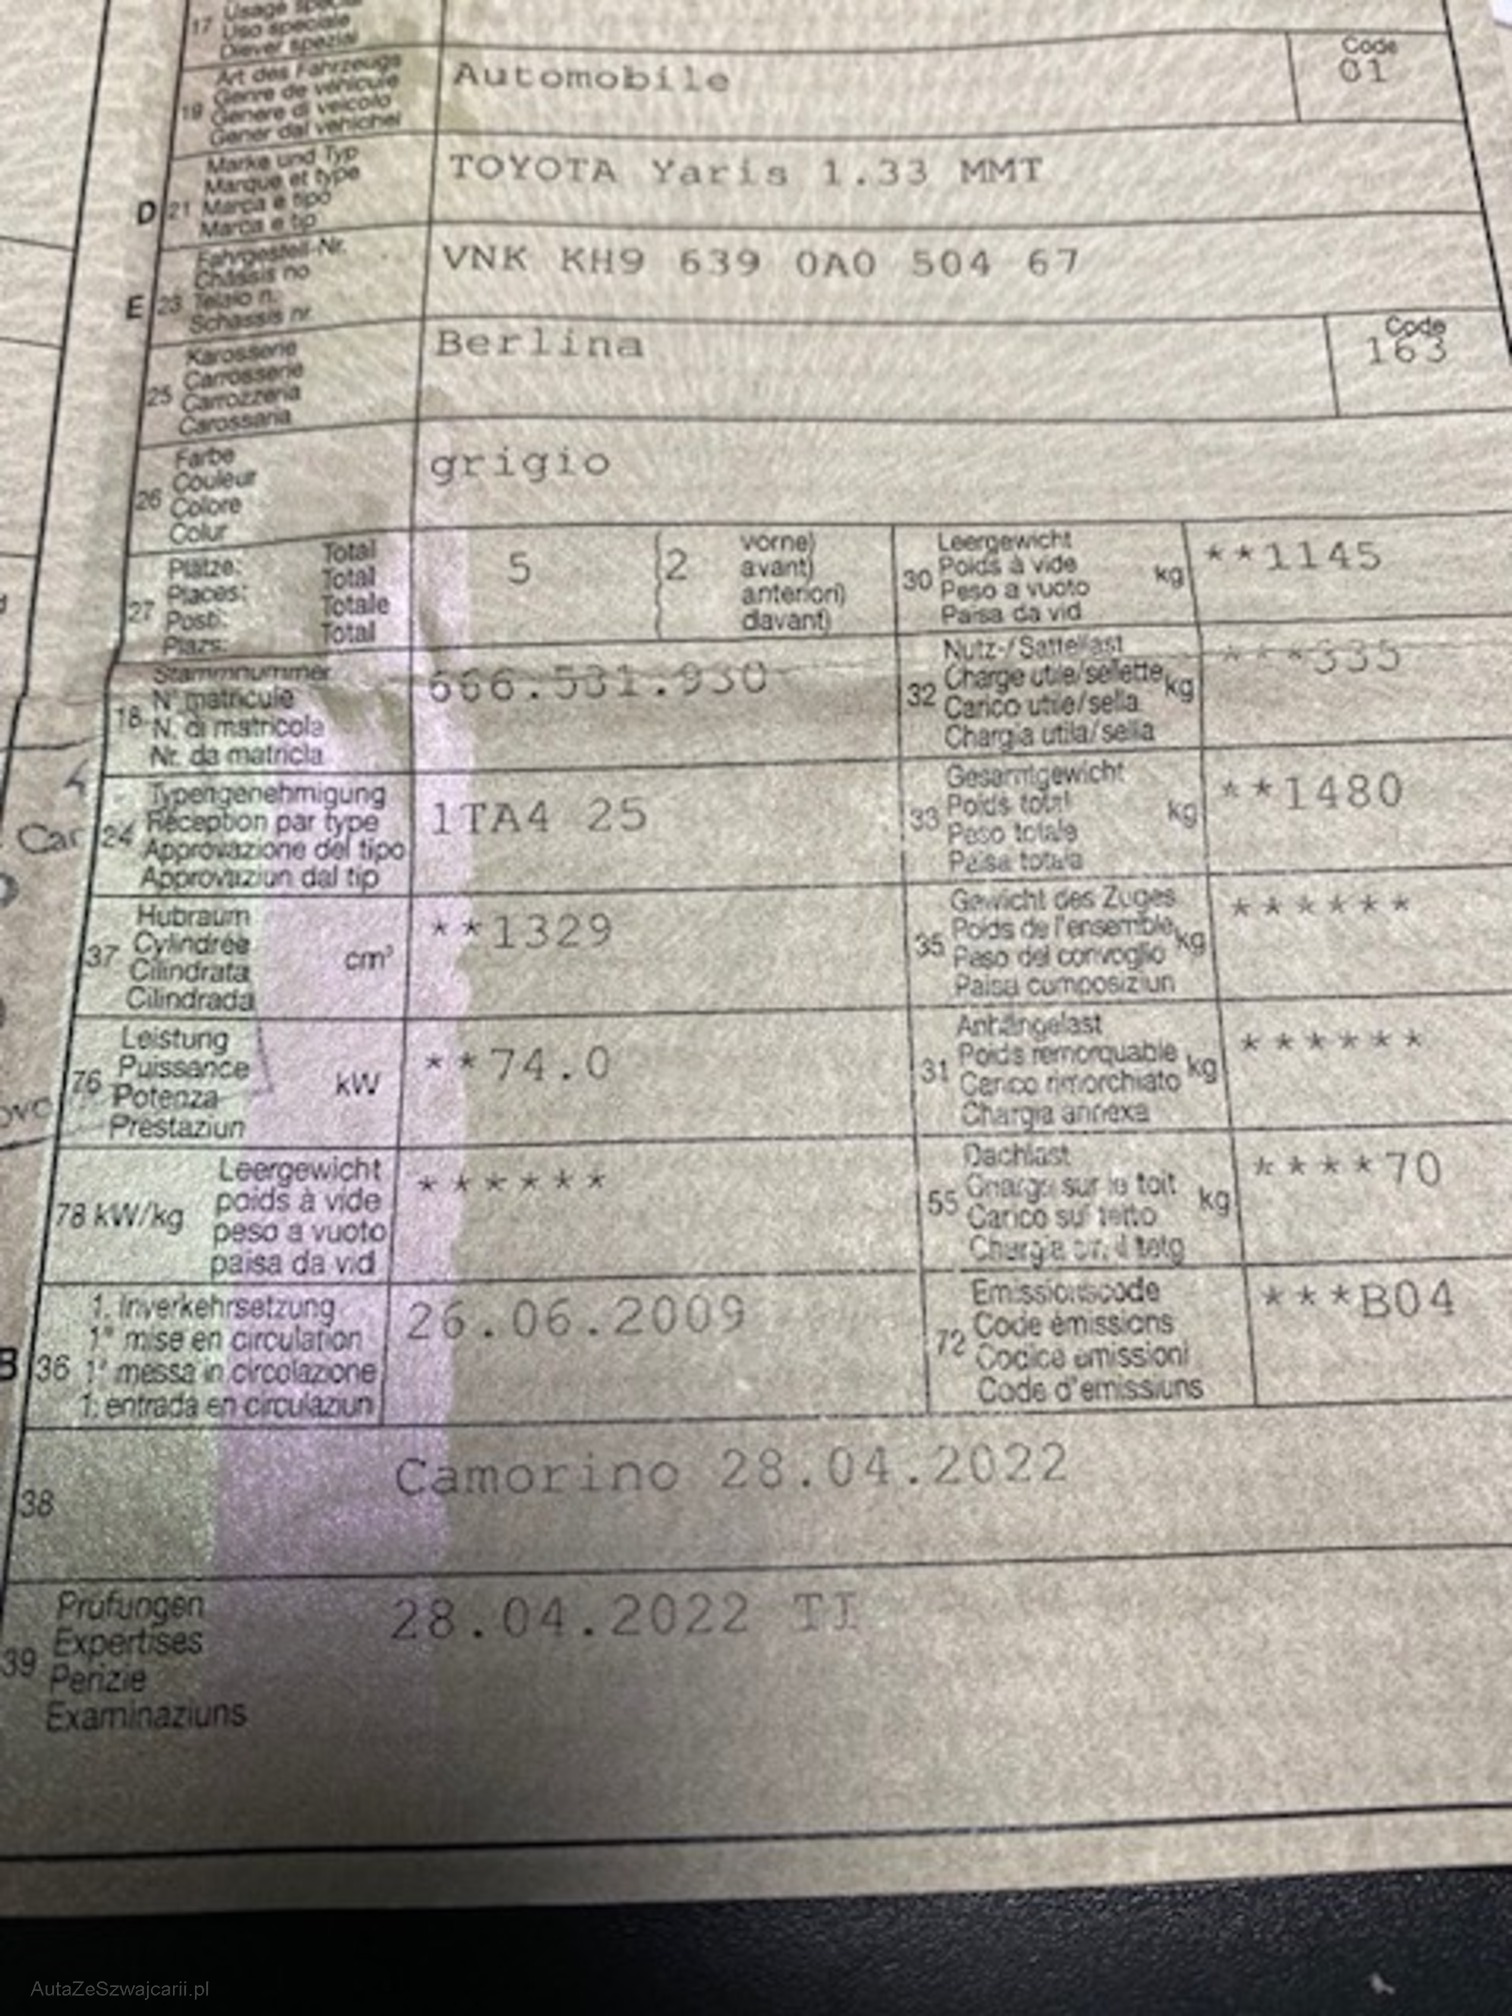 17 Usage spécial
Uso speciale
Diever spezial
Art des Fahrzeugs
19 Genre de véhicule
Genere di veicolo
Gener dal vehichel
Automobile
Code
01
Marke und Typ
Marque et type
D 21 Marca e tipo
Marca e tip
TOYOTA Yaris 1.33 MMT
Fahrgestell-Nr.
Châssis no
E 23 Telaio n.
Schassis nr.
VNK KH9 639 0A0 504 67
Karosserie
25 Carrosserie
Carrozzeria
Carossaria
Berlina
Code
163
Farbe
26 Couleur
Colore
Colur
grigio
Plätze: Total
27 Places: Total
Posti: Totale
Plazs: Total
5
2
vorne)
avant)
anteriori)
davant)
Leergewicht
30 Poids à vide kg
Peso a vuoto
Paisa da vid
**1145
Stammnummer
18 N° matricule
N. di matricola
Nr. da matricla
666.531.930
Nutz-/Sattellast
32 Charge utile/sellette kg
Carico utile/sella
Chargia utila/sella
***335
Typengenehmigung
24 Réception par type
Approvazione del tipo
Approvaziun dal tip
1TA4 25
Gesamtgewicht
33 Poids total kg
Peso totale
Paisa totala
**1480
Car
Hubraum
37 Cylindrée cm³
Cilindrata
Cilindrada
**1329
Gewicht des Zuges
35 Poids de l'ensemble kg
Peso del convoglio
Paisa cumposiziun
******
Leistung
76 Puissance kW
Potenza
Prestaziun
**74.0
Anhängelast
31 Poids remorquable kg
Carico rimorchiato
Chargia annexa
******
Leergewicht
78 kW/kg poids à vide
peso a vuoto
paisa da vid
******
Dachlast
55 Charge sur le toit kg
Carico sul tetto
Chargia sin il tetg
****70
1. Inverkehrsetzung
1° mise en circulation
B 36 1° messa in circolazione
1. entrada en circulaziun
26.06.2009
Emissionscode
72 Code émissions
Codice emissioni
Code d'emissiuns
***B04
38
Camorino 28.04.2022
Prüfungen
39 Expertises
Perizie
Examinaziuns
28.04.2022 TI
AutaZeSzwajcarii.pl